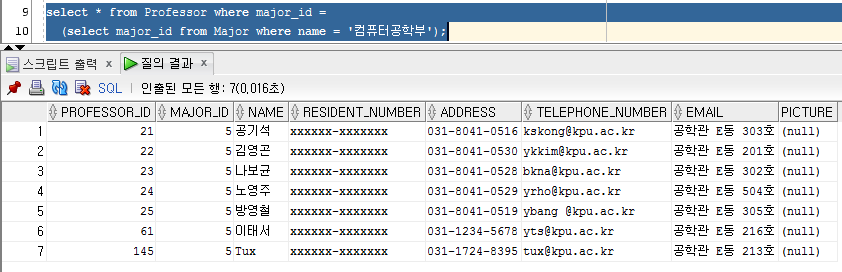 9 select * from Professor where major_id =
10 (select major_id from Major where name = '컴퓨터공학부');
스크립트 출력 x 질의 결과 x
SQL | 인출된 모든 행: 7(0,016초)
PROFESSOR_ID MAJOR_ID NAME RESIDENT_NUMBER ADDRESS TELEPHONE_NUMBER EMAIL PICTURE
1 21 5 공기석 xxxxxx-xxxxxxx 031-8041-0516 kskong@kpu.ac.kr 공학관 E동 303호 (null)
2 22 5 김영곤 xxxxxx-xxxxxxx 031-8041-0530 ykkim@kpu.ac.kr 공학관 E동 201호 (null)
3 23 5 나보균 xxxxxx-xxxxxxx 031-8041-0528 bkna@kpu.ac.kr 공학관 E동 302호 (null)
4 24 5 노영주 xxxxxx-xxxxxxx 031-8041-0529 yrho@kpu.ac.kr 공학관 E동 504호 (null)
5 25 5 방영철 xxxxxx-xxxxxxx 031-8041-0519 ybang @kpu.ac.kr 공학관 E동 305호 (null)
6 61 5 이태서 xxxxxx-xxxxxxx 031-1234-5678 yts@kpu.ac.kr 공학관 E동 216호 (null)
7 145 5 Tux xxxxxx-xxxxxxx 031-1724-8395 tux@kpu.ac.kr 공학관 E동 213호 (null)